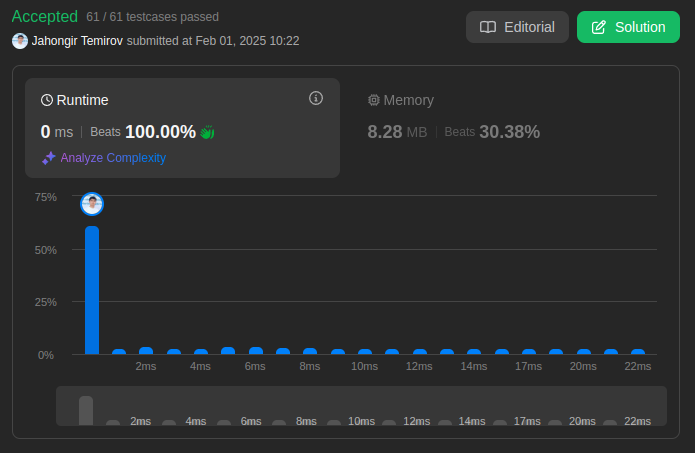 Accepted 61 / 61 testcases passed
Jahongir Temirov submitted at Feb 01, 2025 10:22
Editorial
Solution
Runtime
0 ms | Beats 100.00%
Analyze Complexity
Memory
8.28 MB | Beats 30.38%
75%
50%
25%
0%
2ms 4ms 6ms 8ms 10ms 12ms 14ms 17ms 20ms 22ms
2ms 4ms 6ms 8ms 10ms 12ms 14ms 17ms 20ms 22ms